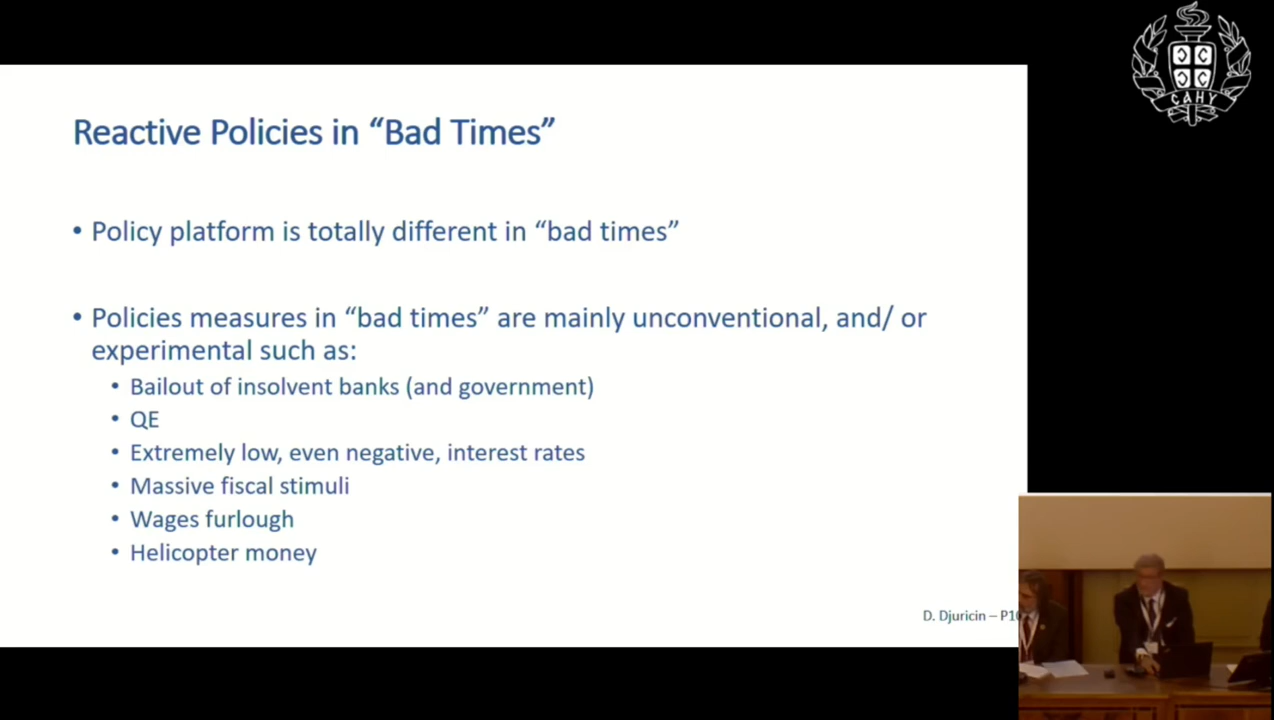 Reactive Policies in “Bad Times”
• Policy platform is totally different in “bad times”
• Policies measures in “bad times” are mainly unconventional, and/ or
experimental such as:
• Bailout of insolvent banks (and government)
• QE
• Extremely low, even negative, interest rates
• Massive fiscal stimuli
• Wages furlough
• Helicopter money
D. Djuricin – P10
САНУ